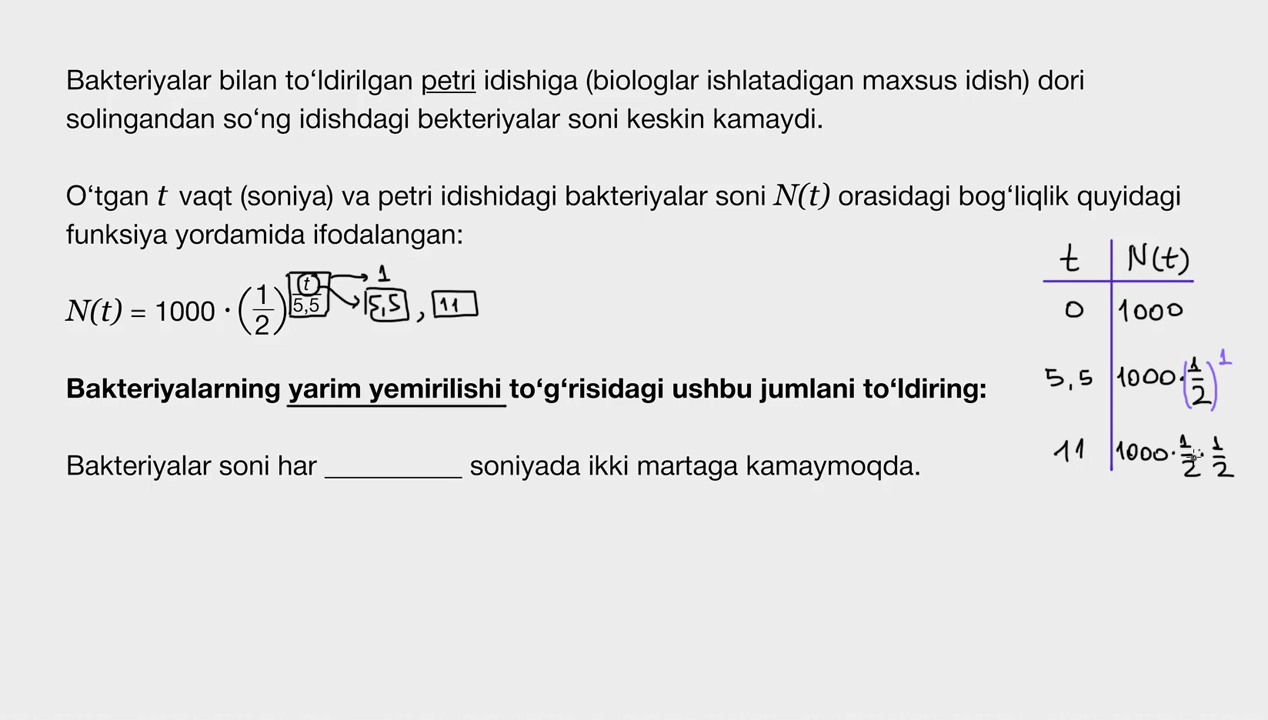 Bakteriyalar bilan to‘ldirilgan petri idishiga (biologlar ishlatadigan maxsus idish) dori
solingandan so‘ng idishdagi bekteriyalar soni keskin kamaydi.
O‘tgan t vaqt (soniya) va petri idishidagi bakteriyalar soni N(t) orasidagi bog‘liqlik quyidagi
funksiya yordamida ifodalangan:
N(t) = 1000 · (1/2)^(t/5,5) → 1 → 5,5 , 11
Bakteriyalarning yarim yemirilishi to‘g‘risidagi ushbu jumlani to‘ldiring:
Bakteriyalar soni har ________ soniyada ikki martaga kamaymoqda.
t N(t)
0 1000
5,5 1000·(1/2)^1
11 1000·1/2·1/2